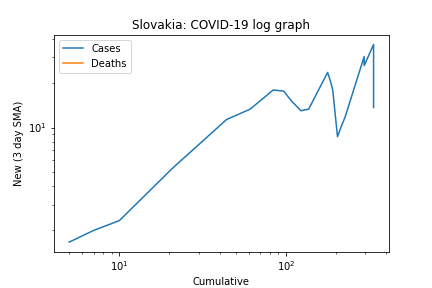 Slovakia: COVID-19 log graph
Cases
Deaths
New (3 day SMA)
10¹
10¹
10²
Cumulative